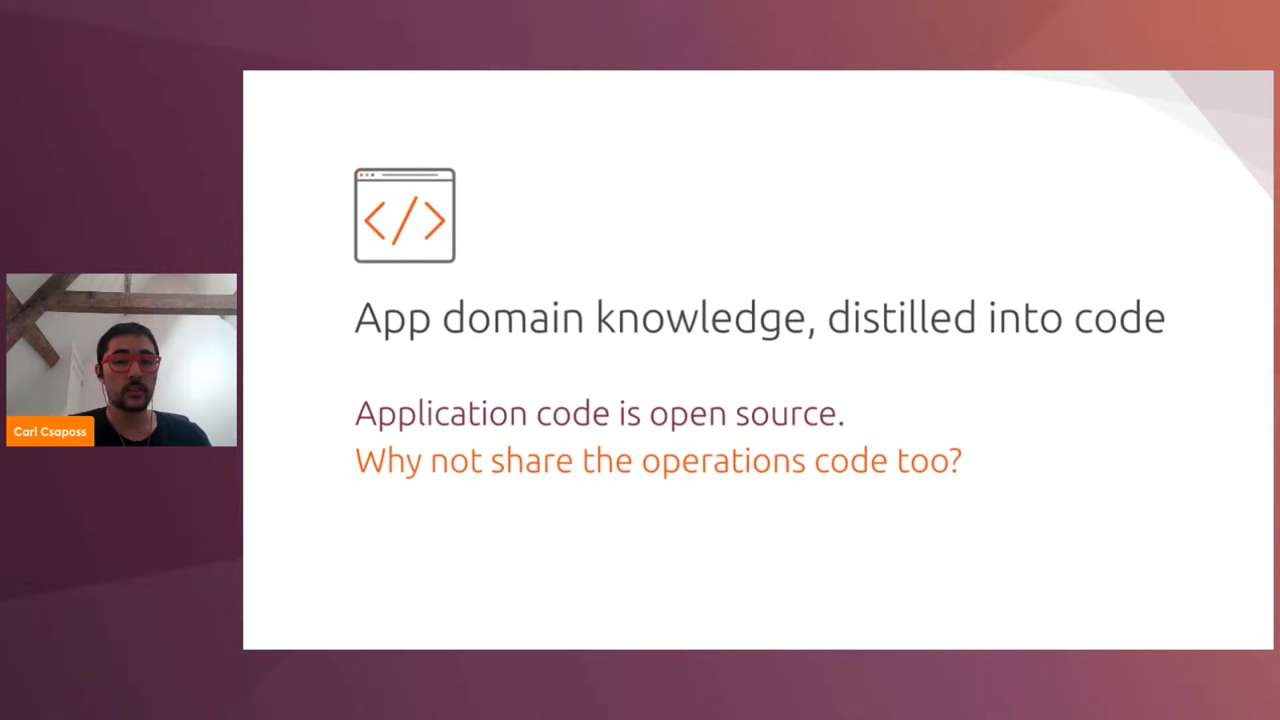 </>
App domain knowledge, distilled into code
Application code is open source.
Why not share the operations code too?
Carl Csaposs